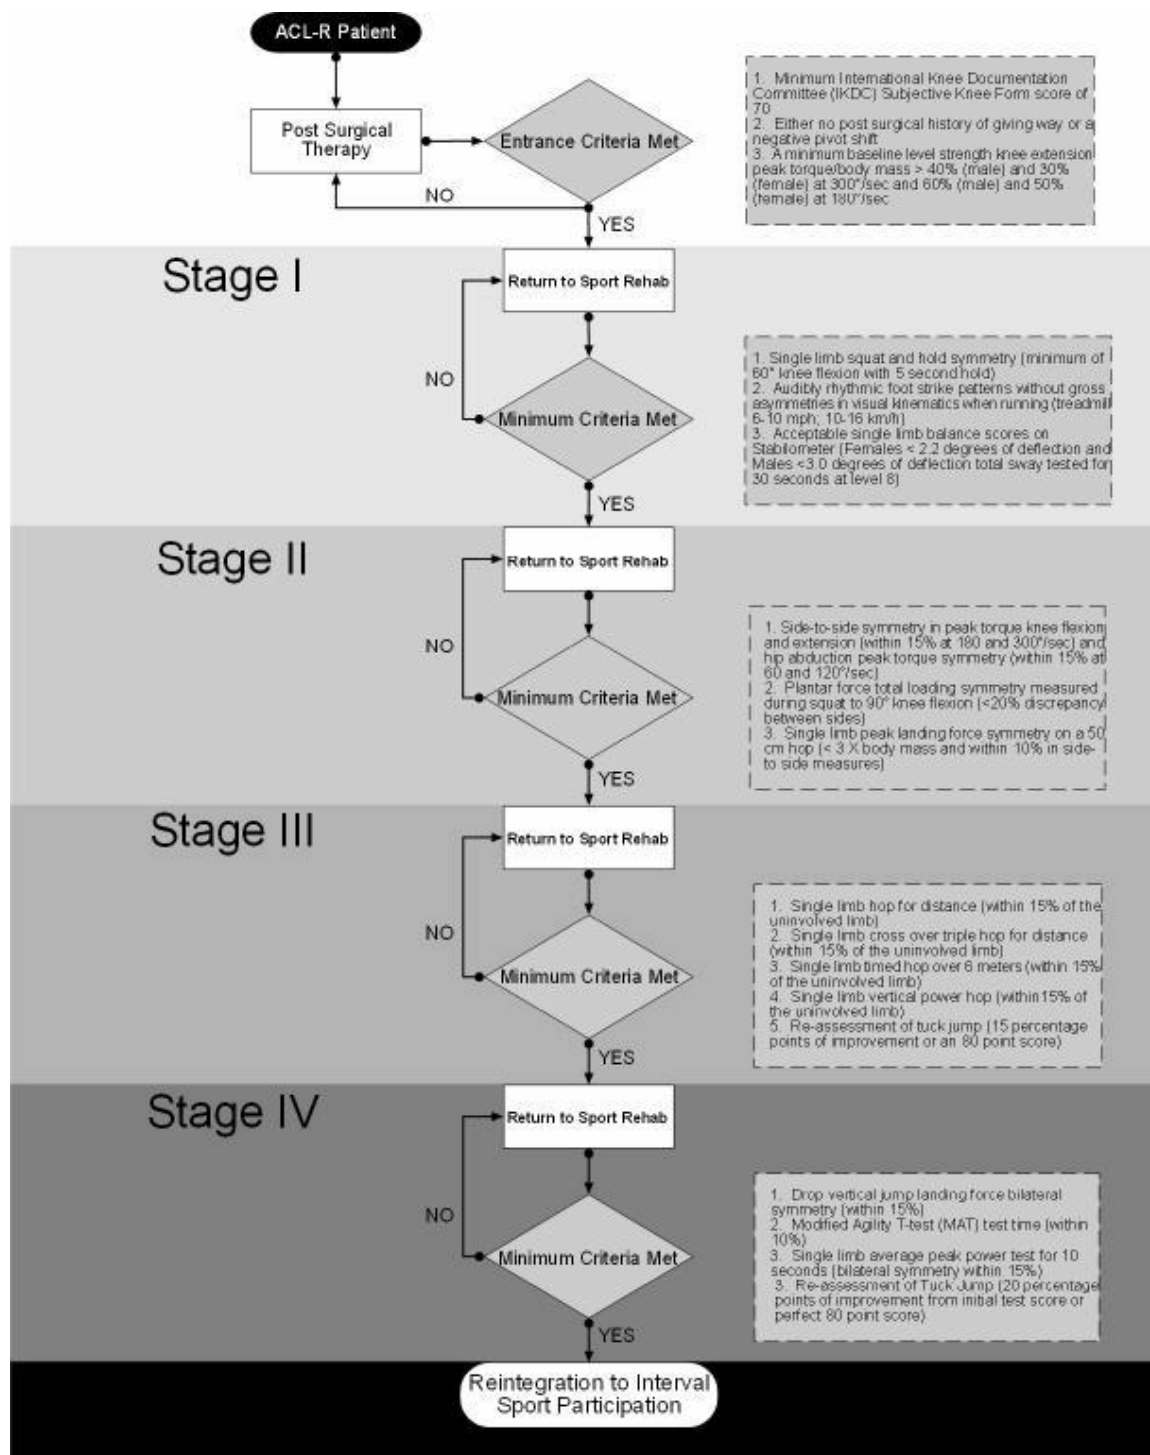 ACL-R Patient
Post Surgical
Therapy
Entrance Criteria Met
NO
YES
1. Minimum International Knee Documentation
Committee (IKDC) Subjective Knee Form score of
70
2. Either no post surgical history of giving way or a
negative pivot shift
3. A minimum baseline level strength knee extension
peak torque/body mass > 40% (male) and 30%
(female) at 300°/sec and 60% (male) and 50%
(female) at 180°/sec
Stage I
Return to Sport Rehab
NO
Minimum Criteria Met
YES
1. Single limb squat and hold symmetry (minimum of
60° knee flexion with 5 second hold)
2. Audibly rhythmic foot strike patterns without gross
asymmetries in visual kinematics when running (treadmill
6-10 mph; 10-16 km/h)
3. Acceptable single limb balance scores on
Stabilometer (Females < 2.2 degrees of deflection and
Males <3.0 degrees of deflection total sway tested for
30 seconds at level 8)
Stage II
Return to Sport Rehab
NO
Minimum Criteria Met
YES
1. Side-to-side symmetry in peak torque knee flexion
and extension (within 15% at 180 and 300°/sec) and
hip abduction peak torque symmetry (within 15% at
60 and 120°/sec)
2. Plantar force total loading symmetry measured
during squat to 90° knee flexion (<20% discrepancy
between sides)
3. Single limb peak landing force symmetry on a 50
cm hop (< 3 X body mass and within 10% in side-
to side measures)
Stage III
Return to Sport Rehab
NO
Minimum Criteria Met
YES
1. Single limb hop for distance (within 15% of the
uninvolved limb)
2. Single limb cross over triple hop for distance
(within 15% of the uninvolved limb)
3. Single limb timed hop over 6 meters (within 15%
of the uninvolved limb)
4. Single limb vertical power hop (within15% of
the uninvolved limb)
5. Re-assessment of tuck jump (15 percentage
points of improvement or an 80 point score)
Stage IV
Return to Sport Rehab
NO
Minimum Criteria Met
YES
1. Drop vertical jump landing force bilateral
symmetry (within 15%)
2. Modified Agility T-test (MAT) test time (within
10%)
3. Single limb average peak power test for 10
seconds (bilateral symmetry within 15%)
3. Re-assessment of Tuck Jump (20 percentage
points of improvement from initial test score or
perfect 80 point score)
Reintegration to Interval
Sport Participation